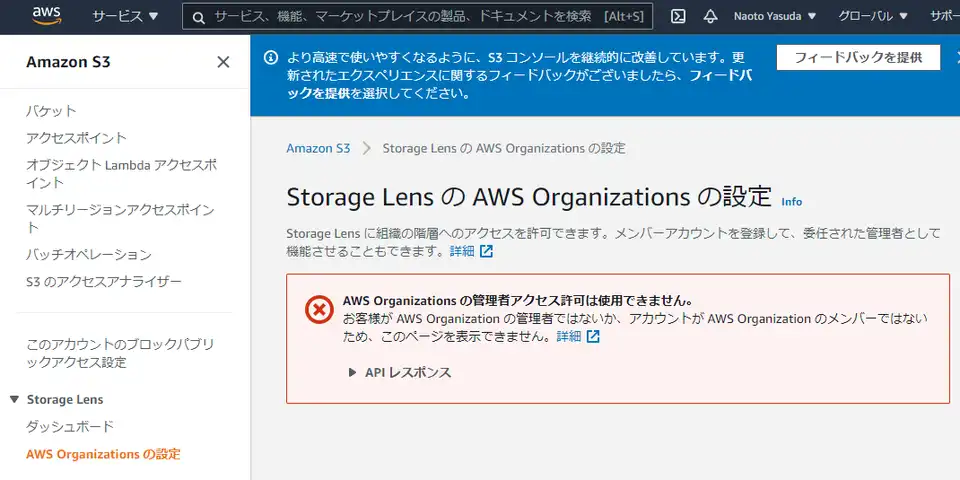 aws
サービス ▼
サービス、機能、マーケットプレイスの製品、ドキュメントを検索 [Alt+S]
Naoto Yasuda ▼
グローバル ▼
サポー
Amazon S3
より高速で使いやすくなるように、S3 コンソールを継続的に改善しています。更
新されたエクスペリエンスに関するフィードバックがございましたら、フィードバ
ックを提供を選択してください。
フィードバックを提供
バケット
アクセスポイント
オブジェクト Lambda アクセスポ
イント
マルチリージョンアクセスポイン
ト
バッチオペレーション
S3 のアクセスアナライザー
このアカウントのブロックパブリ
ックアクセス設定
▼ Storage Lens
ダッシュボード
AWS Organizations の設定
Amazon S3 > Storage Lens の AWS Organizations の設定
Storage Lens の AWS Organizations の設定 Info
Storage Lens に組織の階層へのアクセスを許可できます。メンバーアカウントを登録して、委任された管理者として
機能させることもできます。詳細
AWS Organizations の管理者アクセス許可は使用できません。
お客様が AWS Organization の管理者ではないか、アカウントが AWS Organization のメンバーではない
ため、このページを表示できません。詳細
▶ API レスポンス